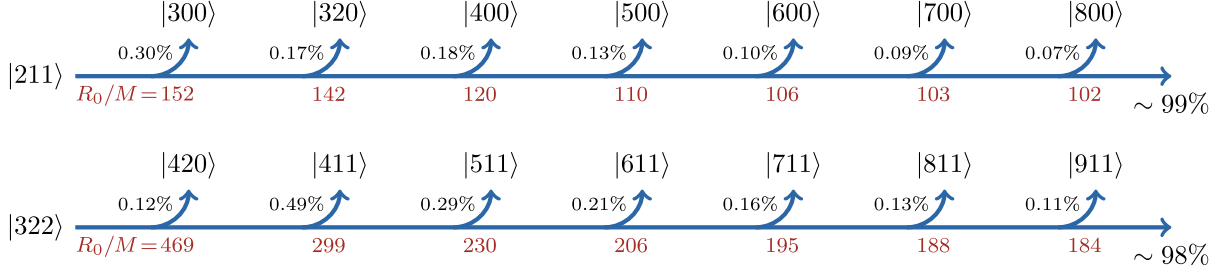 |300⟩ |320⟩ |400⟩ |500⟩ |600⟩ |700⟩ |800⟩
0.30% 0.17% 0.18% 0.13% 0.10% 0.09% 0.07%
|211⟩
R₀/M=152 142 120 110 106 103 102
∼ 99%
|420⟩ |411⟩ |511⟩ |611⟩ |711⟩ |811⟩ |911⟩
0.12% 0.49% 0.29% 0.21% 0.16% 0.13% 0.11%
|322⟩
R₀/M=469 299 230 206 195 188 184
∼ 98%